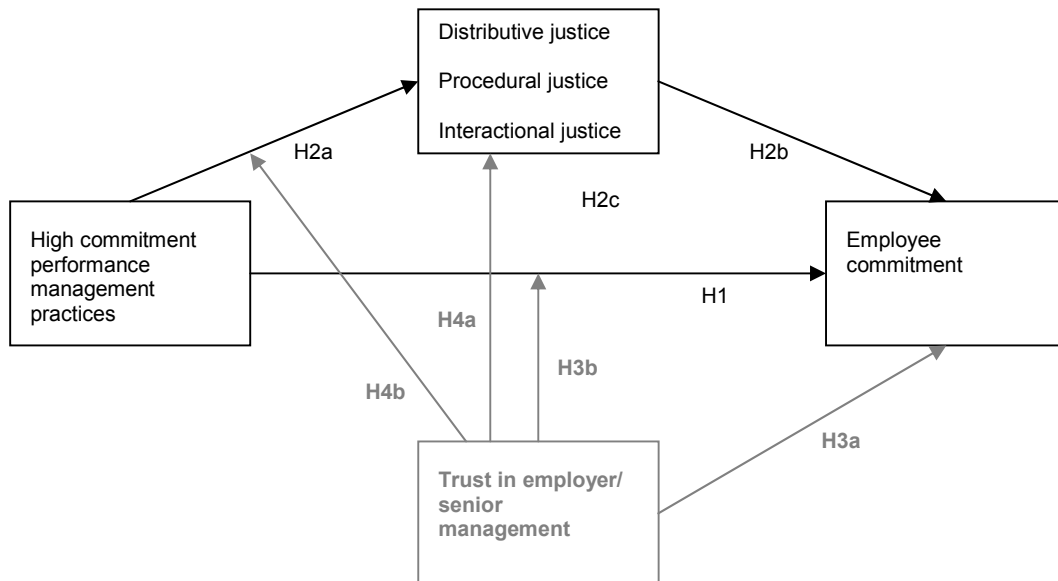 Distributive justice
Procedural justice
Interactional justice
H2a
H2b
H2c
High commitment
performance
management
practices
Employee
commitment
H1
H4a
H3b
H4b
H3a
Trust in employer/
senior
management